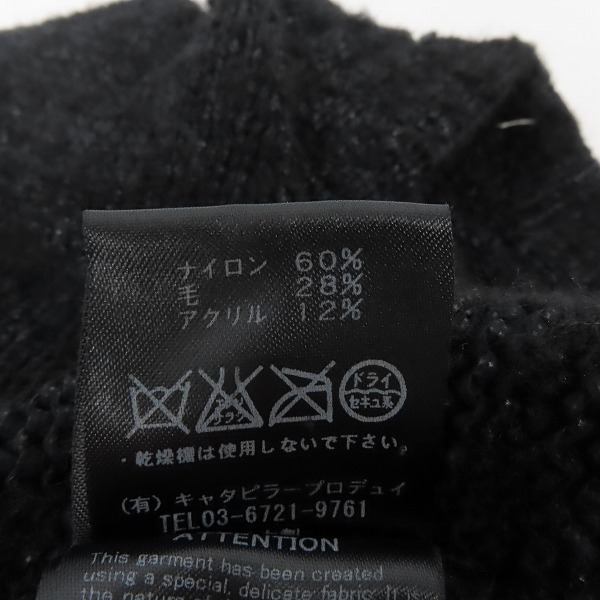 ナイロン 60%
毛 28%
アクリル 12%
ドライ
セキユ系
・乾燥機は使用しないで下さい。
(有) キャタピラープロデュイ
TEL03-6721-9761
ATTENTION
This garment has been created
using a special, delicate fabric. It is